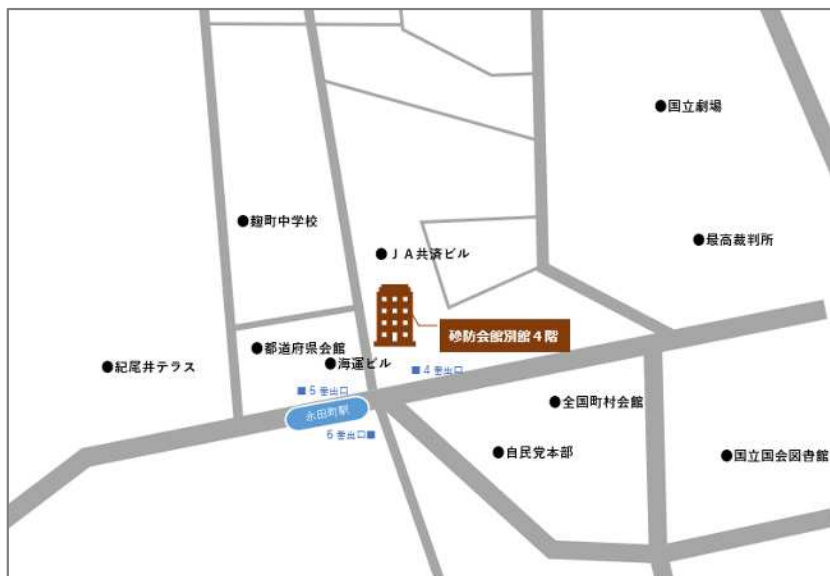 ●国立劇場
●麹町中学校
●最高裁判所
●ＪＡ共済ビル
砂防会館別館４階
●都道府県会館
●海運ビル
●紀尾井テラス
■４番出口
■５番出口
永田町駅
●全国町村会館
６番出口■
●自民党本部
●国立国会図書館